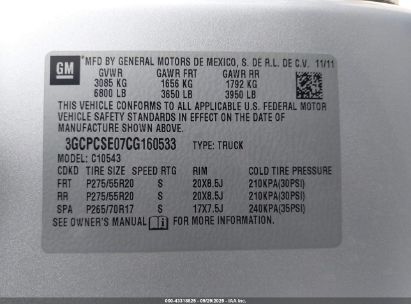 GM
MFD BY GENERAL MOTORS DE MEXICO, S. DE R.L. DE C.V. 11/11
GVWR GAWR FRT GAWR RR
3085 KG 1656 KG 1792 KG
6800 LB 3650 LB 3950 LB
THIS VEHICLE CONFORMS TO ALL APPLICABLE U.S. FEDERAL MOTOR
VEHICLE SAFETY STANDARDS IN EFFECT ON THE DATE OF
MANUFACTURE SHOWN ABOVE.
3GCPCSE07CG160533 TYPE: TRUCK
MODEL: C10543
CDKD TIRE SIZE SPEED RTG RIM COLD TIRE PRESSURE
FRT P275/55R20 S 20X8.5J 210KPA(30PSI)
RR P275/55R20 S 20X8.5J 210KPA(30PSI)
SPA P265/70R17 S 17X7.5J 240KPA(35PSI)
SEE OWNER'S MANUAL FOR MORE INFORMATION.